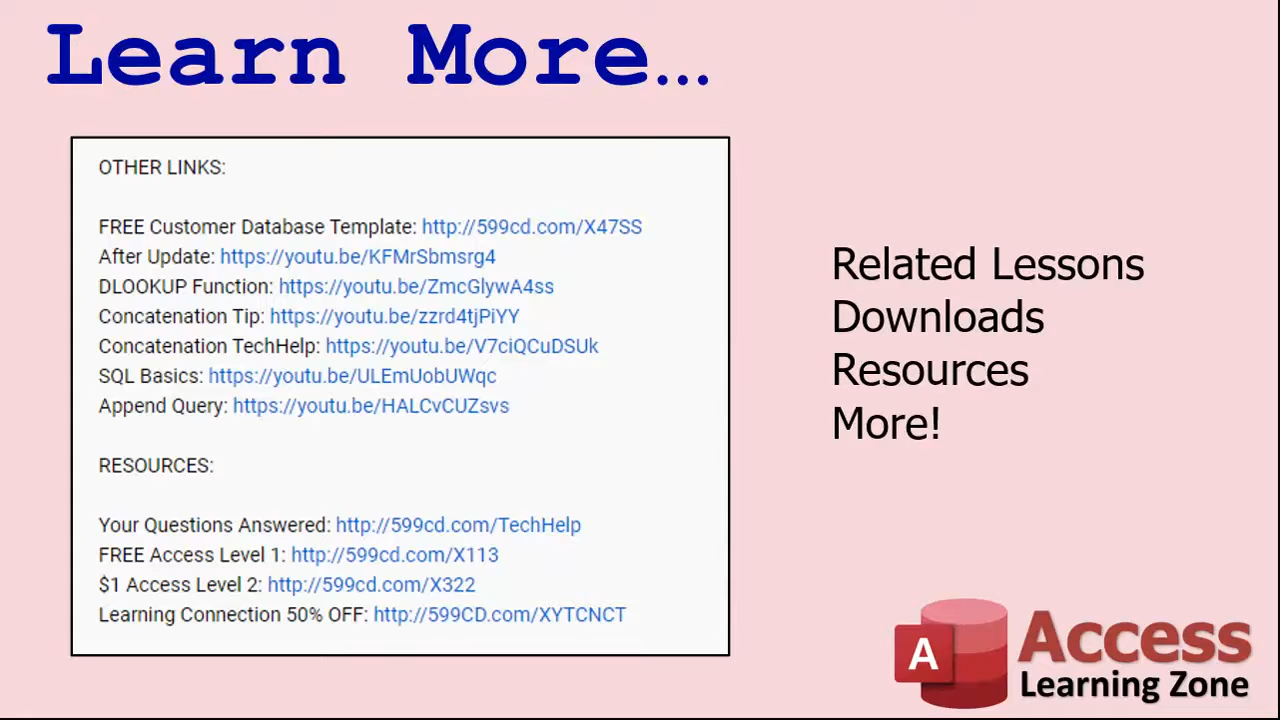 Learn More...
OTHER LINKS:
FREE Customer Database Template: http://599cd.com/X47SS
After Update: https://youtu.be/KFMrSbmsrg4
DLOOKUP Function: https://youtu.be/ZmcGlywA4ss
Concatenation Tip: https://youtu.be/zzrd4tjPiYY
Concatenation TechHelp: https://youtu.be/V7ciQCuDSUk
SQL Basics: https://youtu.be/ULEmUobUWqc
Append Query: https://youtu.be/HALCvCUZsvs
RESOURCES:
Your Questions Answered: http://599cd.com/TechHelp
FREE Access Level 1: http://599cd.com/X113
$1 Access Level 2: http://599cd.com/X322
Learning Connection 50% OFF: http://599CD.com/XYTCNCT
Related Lessons
Downloads
Resources
More!
A
Access
Learning Zone